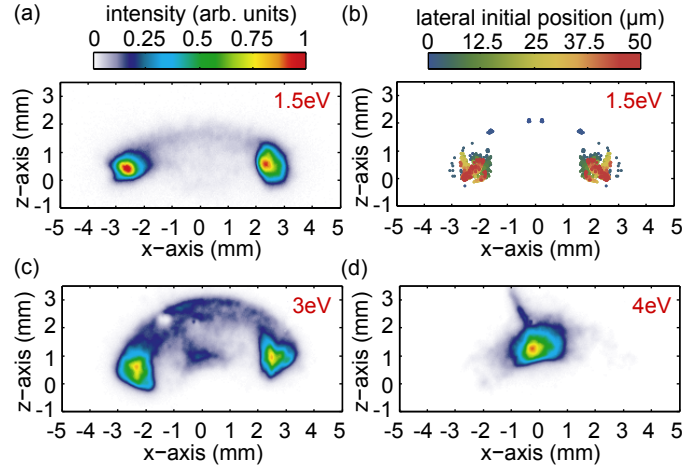 (a) intensity (arb. units)
0 0.25 0.75 1
1.5eV
3
2
1
0
-1
z-axis (mm)
-5 -4 -3 -2 -1 0 1 2 3 4 5
x-axis (mm)
(b) lateral initial position (μm)
0 12.5 25 37.5 50
1.5eV
3
2
1
0
-1
z-axis (mm)
-5 -4 -3 -2 -1 0 1 2 3 4 5
x-axis (mm)
(c)
3eV
3
2
1
0
-1
z-axis (mm)
-5 -4 -3 -2 -1 0 1 2 3 4 5
x-axis (mm)
(d)
4eV
3
2
1
0
-1
z-axis (mm)
-5 -4 -3 -2 -1 0 1 2 3 4 5
x-axis (mm)